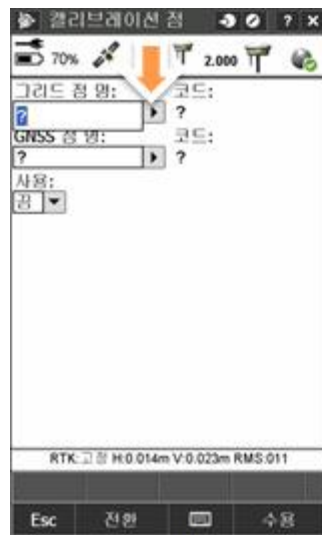 캘리브레이션 점
70% 2.000
그리드 점 명: 코드:
? ?
GNSS 점 명: 코드:
? ?
사용:
끔
RTK:고정 H:0.014m V:0.023m RMS:011
Esc 전환 수용